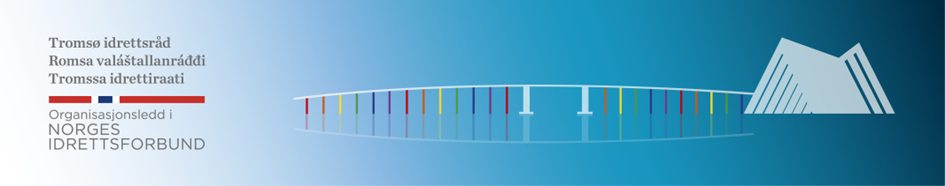 Tromsø idrettsråd
Romsa valáštallanráđđi
Tromssa idrettiraati
Organisasjonsledd i
NORGES
IDRETTSFORBUND